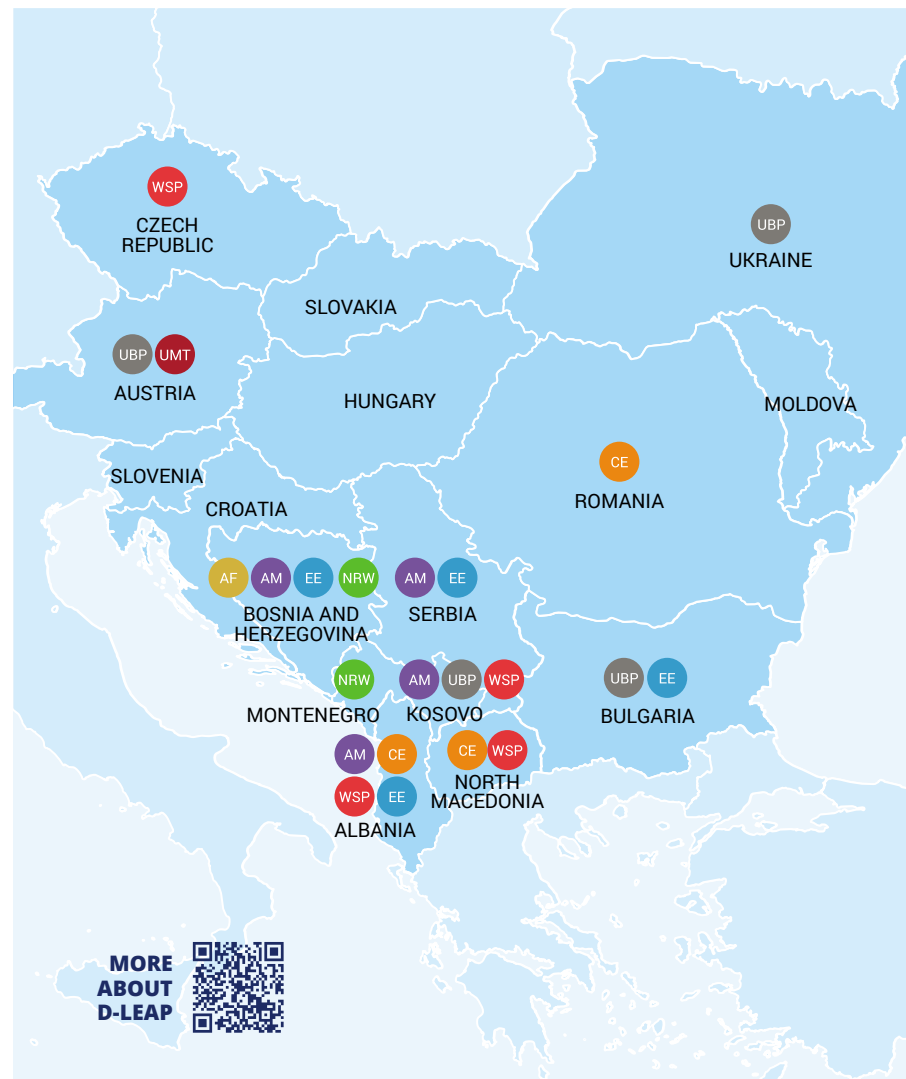 WSP
CZECH
REPUBLIC
UBP
UKRAINE
SLOVAKIA
UBP UMT
AUSTRIA
HUNGARY
MOLDOVA
CE
ROMANIA
SLOVENIA
CROATIA
AF AM EE NRW
BOSNIA AND
HERZEGOVINA
AM EE
SERBIA
NRW
MONTENEGRO
AM UBP WSP
KOSOVO
UBP EE
BULGARIA
AM CE
WSP EE
ALBANIA
CE WSP
NORTH
MACEDONIA
MORE
ABOUT
D-LEAP